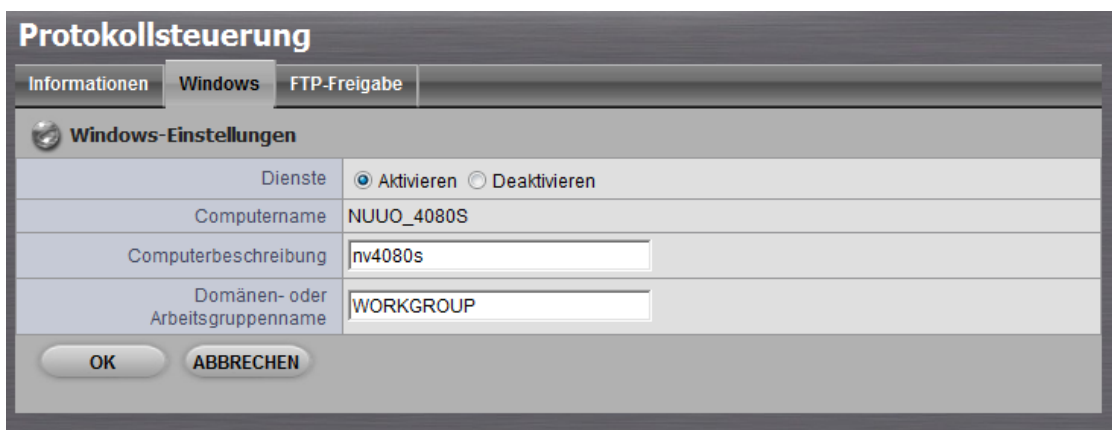 Protokollsteuerung
Informationen Windows FTP-Freigabe
Windows-Einstellungen
Dienste Aktivieren Deaktivieren
Computername NUUO_4080S
Computerbeschreibung nv4080s
Domänen- oder
Arbeitsgruppenname WORKGROUP
OK ABBRECHEN